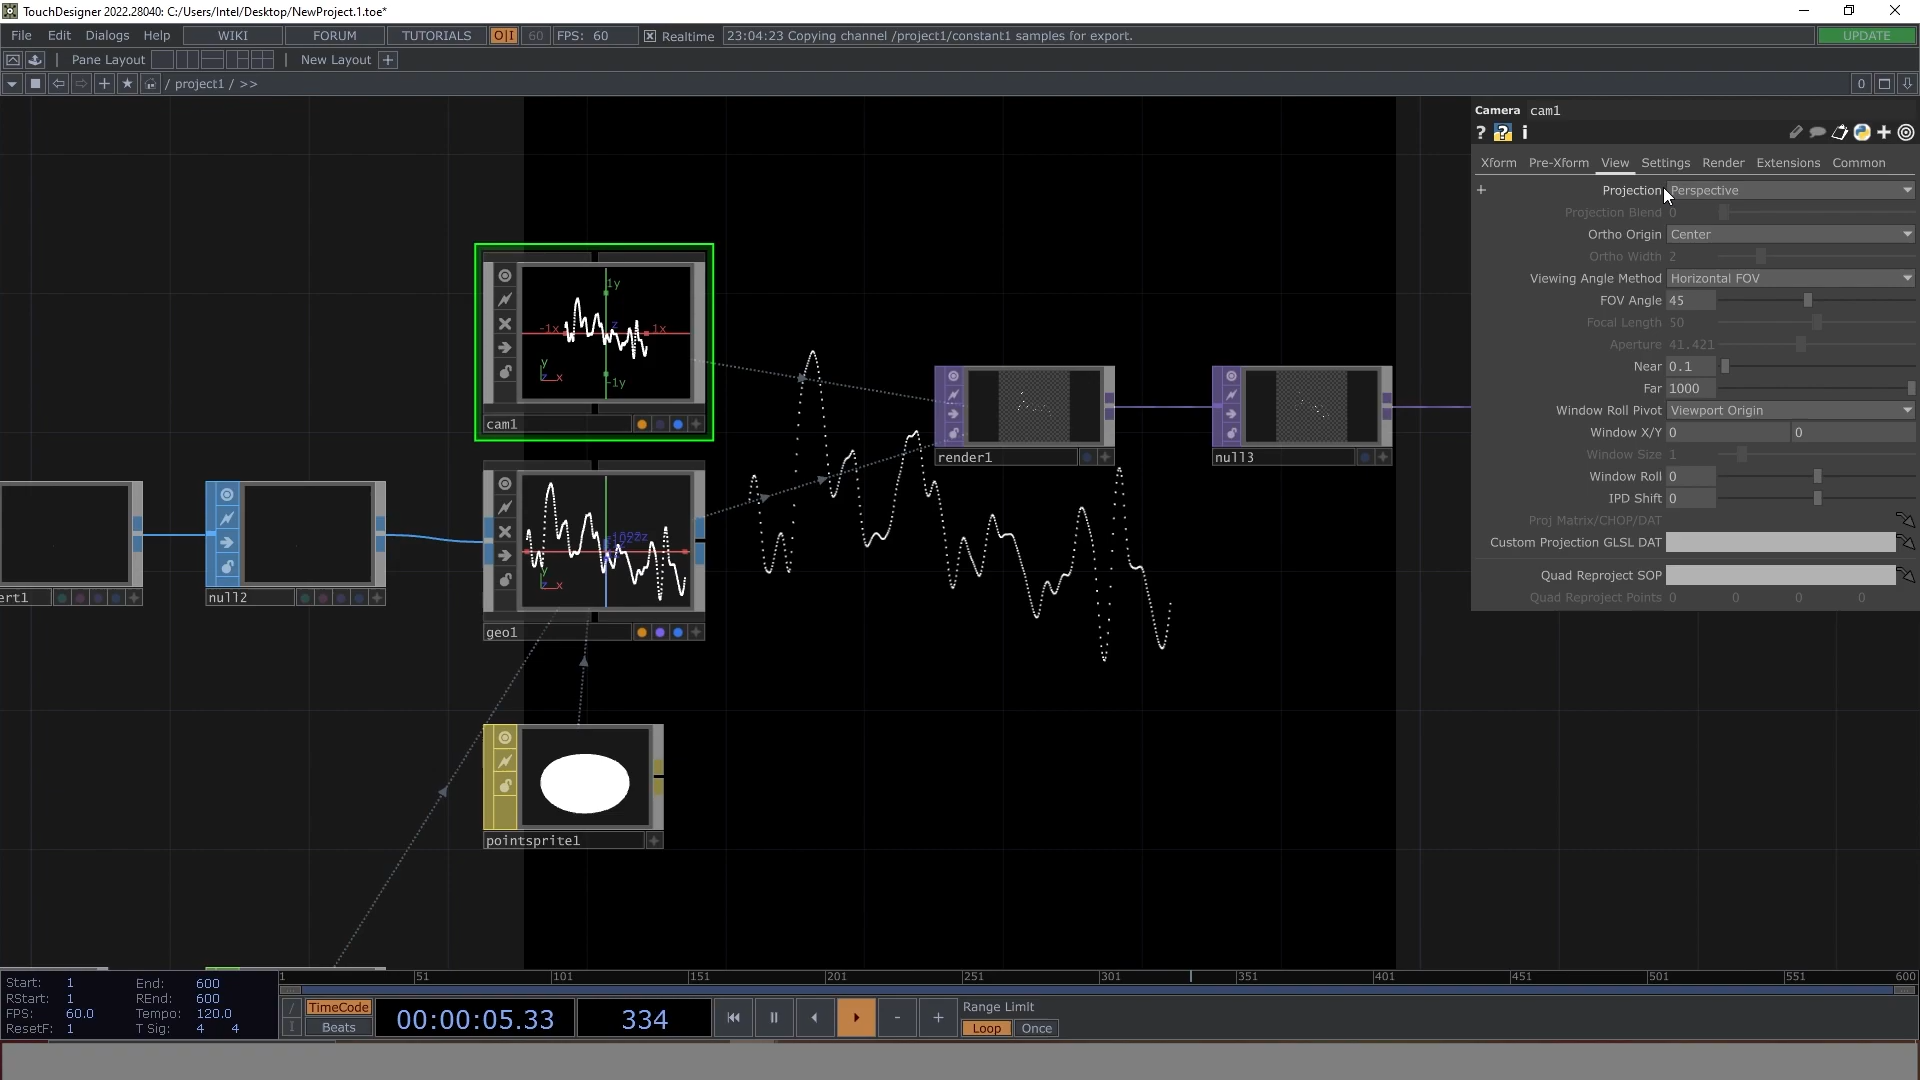 TouchDesigner 2022.28040: C:/Users/Intel/Desktop/NewProject.1.toe*
File Edit Dialogs Help WIKI FORUM TUTORIALS O|I 60 FPS: 60 Realtime 23:04:23 Copying channel /project1/constant1 samples for export. UPDATE
Pane Layout New Layout +
/ project1 / >> 0
Camera cam1
? ? i
Xform Pre-Xform View Settings Render Extensions Common
+ Projection Perspective
Projection Blend 0
Ortho Origin Center
Ortho Width 2
Viewing Angle Method Horizontal FOV
FOV Angle 45
Focal Length 50
Aperture 41.421
Near 0.1
Far 1000
Window Roll Pivot Viewport Origin
Window X/Y 0 0
Window Size 1
Window Roll 0
IPD Shift 0
Proj Matrix/CHOP/DAT
Custom Projection GLSL DAT
Quad Reproject SOP
Quad Reproject Points 0 0 0 0
1y
-1x z 1x
-1y
y
z x
cam1
render1
null3
y
z x
ert1
null2
geo1
pointsprite1
1 51 101 151 201 251 301 351 401 451 501 551 600
Start: 1 End: 600
RStart: 1 REnd: 600
FPS: 60.0 Tempo: 120.0
ResetF: 1 T Sig: 4 4
/ TimeCode
I Beats
00:00:05.33 334
- +
Range Limit
Loop Once